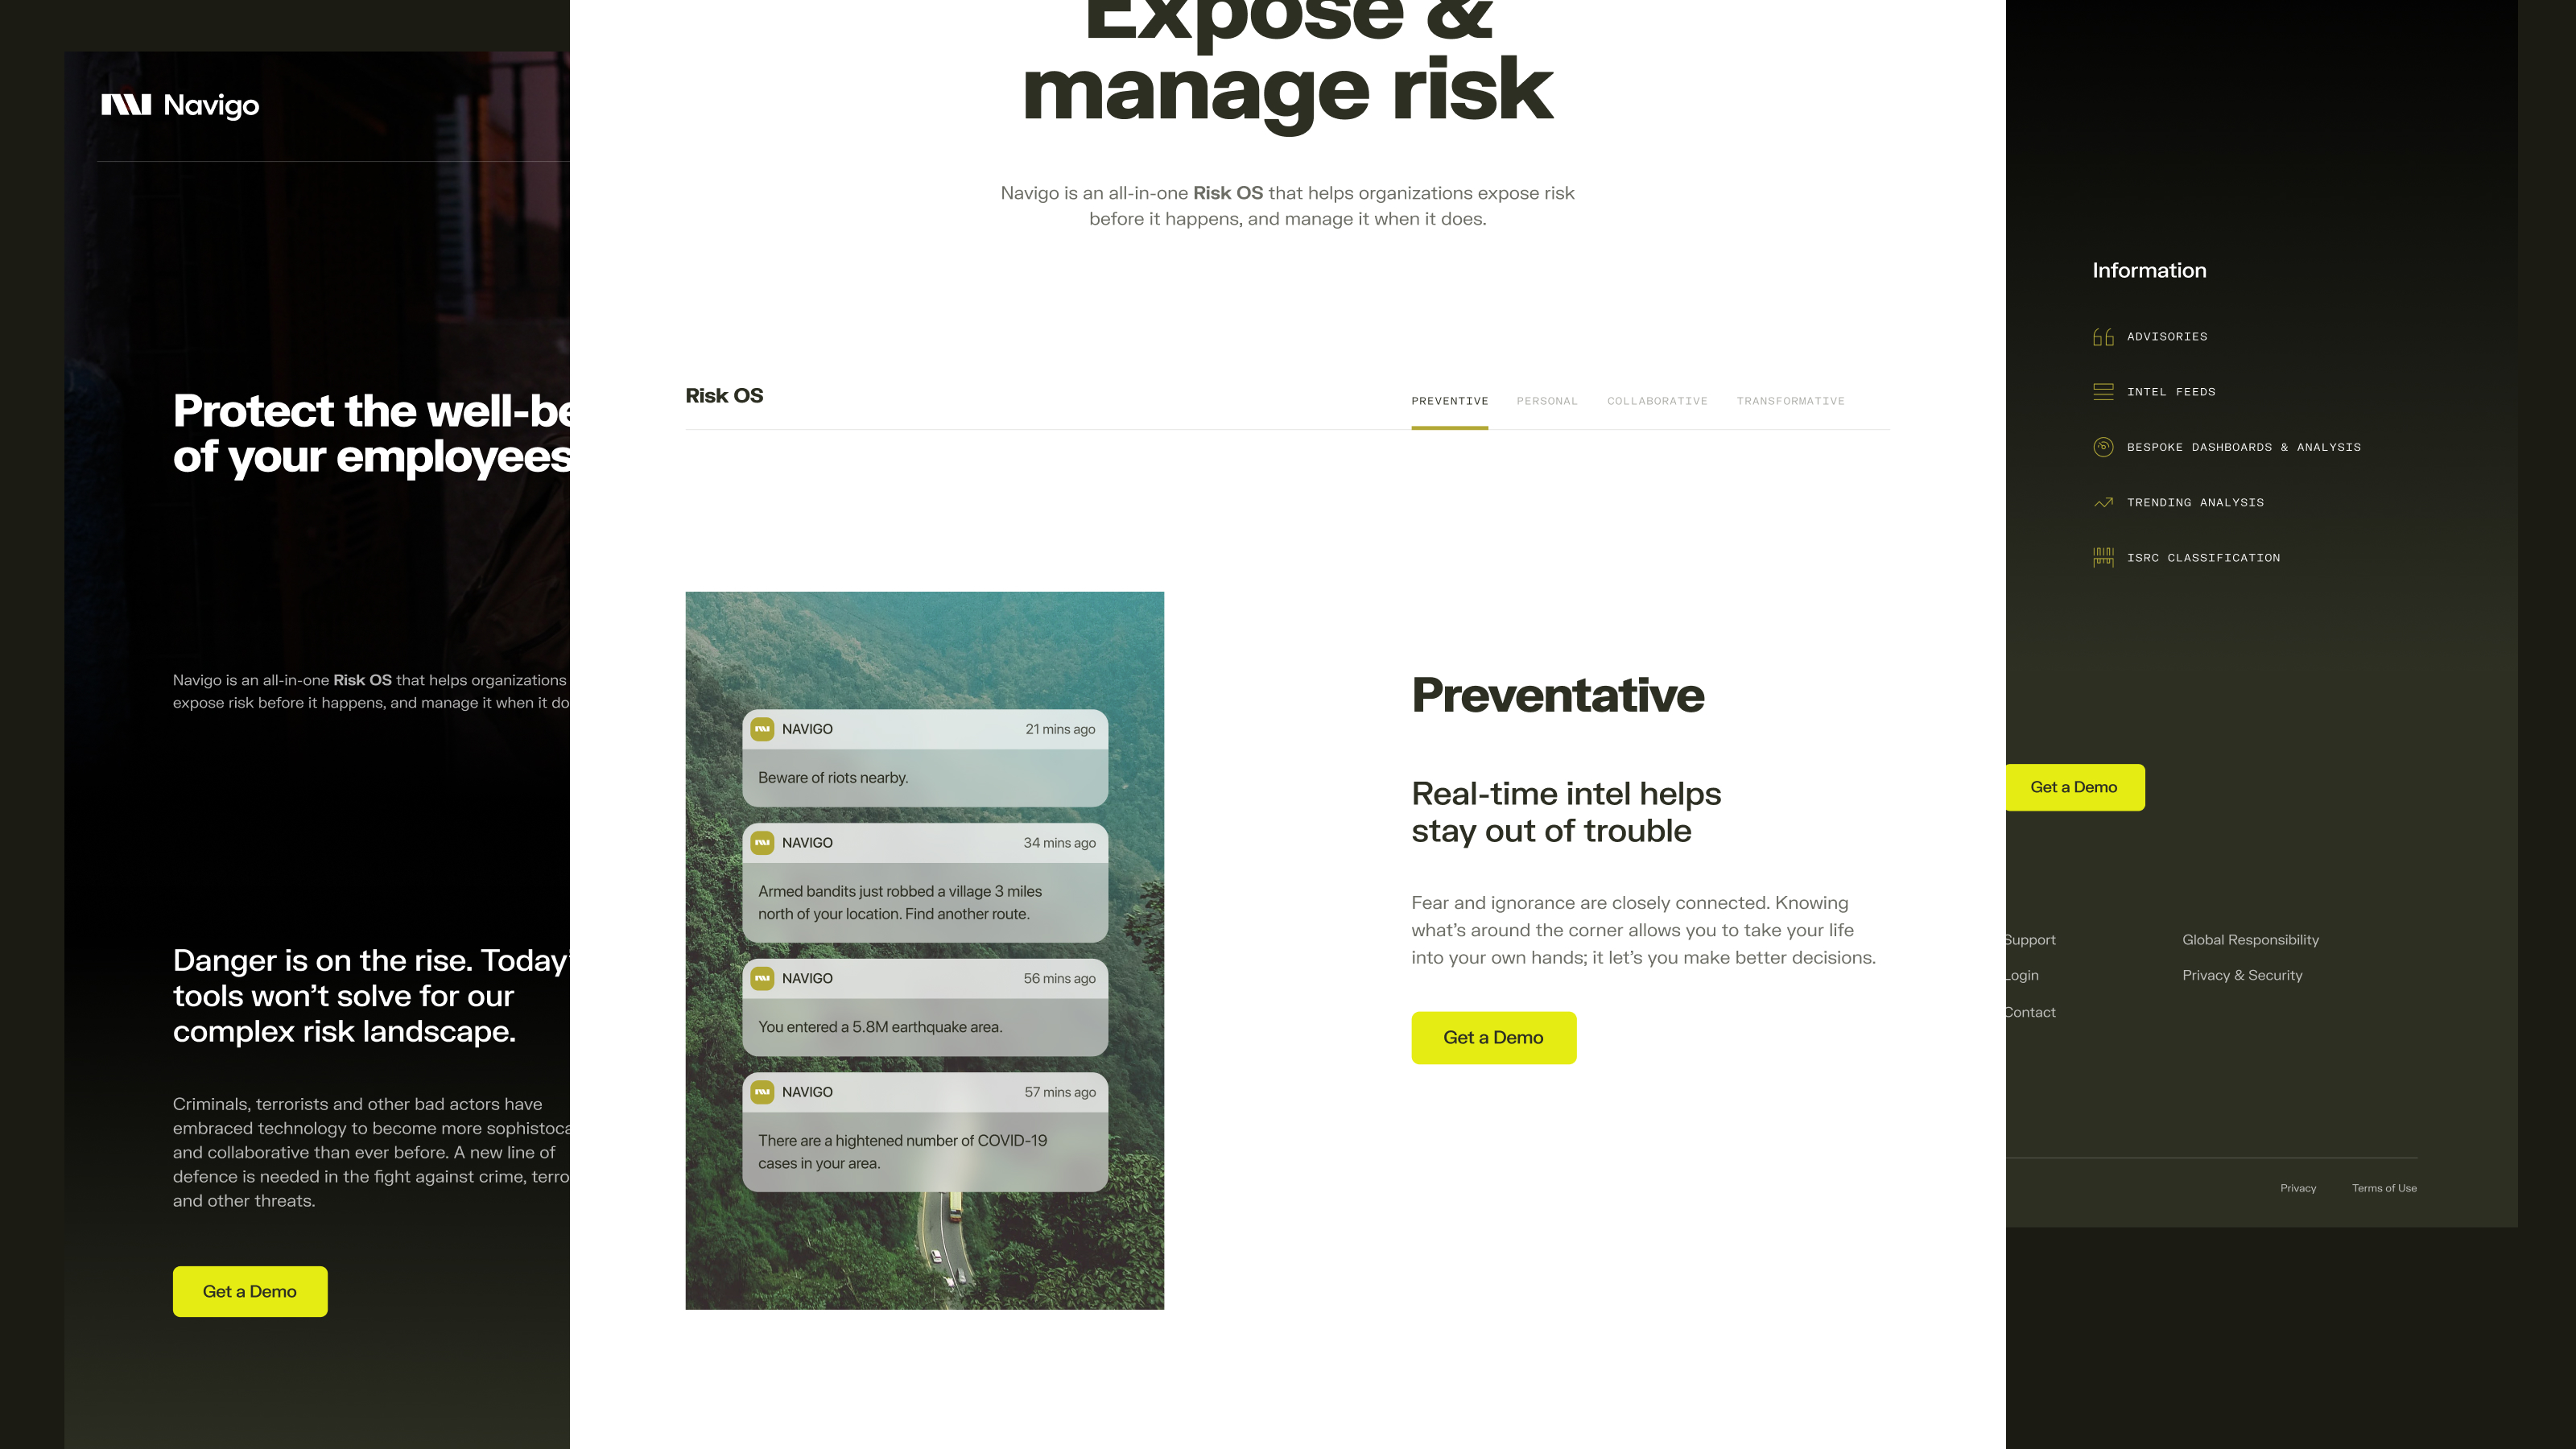 Navigo
Protect the well-be
of your employees
Navigo is an all-in-one Risk OS that helps organizations
expose risk before it happens, and manage it when it do
Danger is on the rise. Today'
tools won't solve for our
complex risk landscape.
Criminals, terrorists and other bad actors have
embraced technology to become more sophistoca
and collaborative than ever before. A new line of
defence is needed in the fight against crime, terro
and other threats.
Get a Demo
Expose &
manage risk
Navigo is an all-in-one Risk OS that helps organizations expose risk
before it happens, and manage it when it does.
Risk OS
PREVENTIVE PERSONAL COLLABORATIVE TRANSFORMATIVE
NAVIGO 21 mins ago
Beware of riots nearby.
NAVIGO 34 mins ago
Armed bandits just robbed a village 3 miles
north of your location. Find another route.
NAVIGO 56 mins ago
You entered a 5.8M earthquake area.
NAVIGO 57 mins ago
There are a hightened number of COVID-19
cases in your area.
Preventative
Real-time intel helps
stay out of trouble
Fear and ignorance are closely connected. Knowing
what's around the corner allows you to take your life
into your own hands; it let's you make better decisions.
Get a Demo
Information
ADVISORIES
INTEL FEEDS
BESPOKE DASHBOARDS & ANALYSIS
TRENDING ANALYSIS
ISRC CLASSIFICATION
Get a Demo
Support
Login
Contact
Global Responsibility
Privacy & Security
Privacy Terms of Use